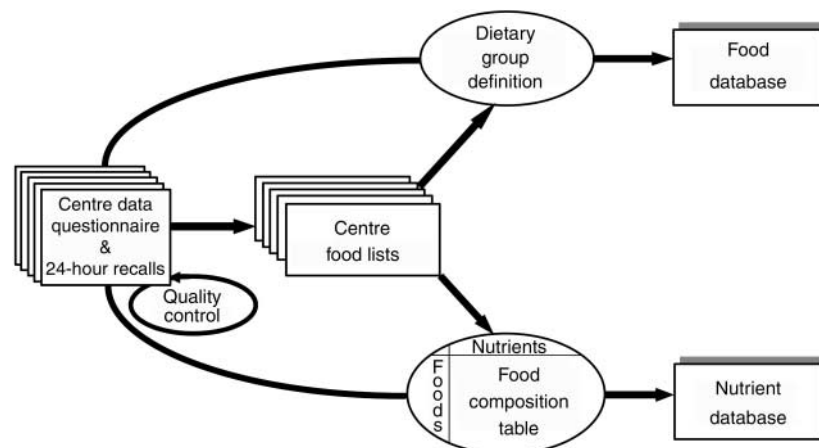 Dietary
group
definition
Food
database
Centre data
questionnaire
&
24-hour recalls
Centre
food lists
Quality
control
Nutrients
Foods
Food
composition
table
Nutrient
database